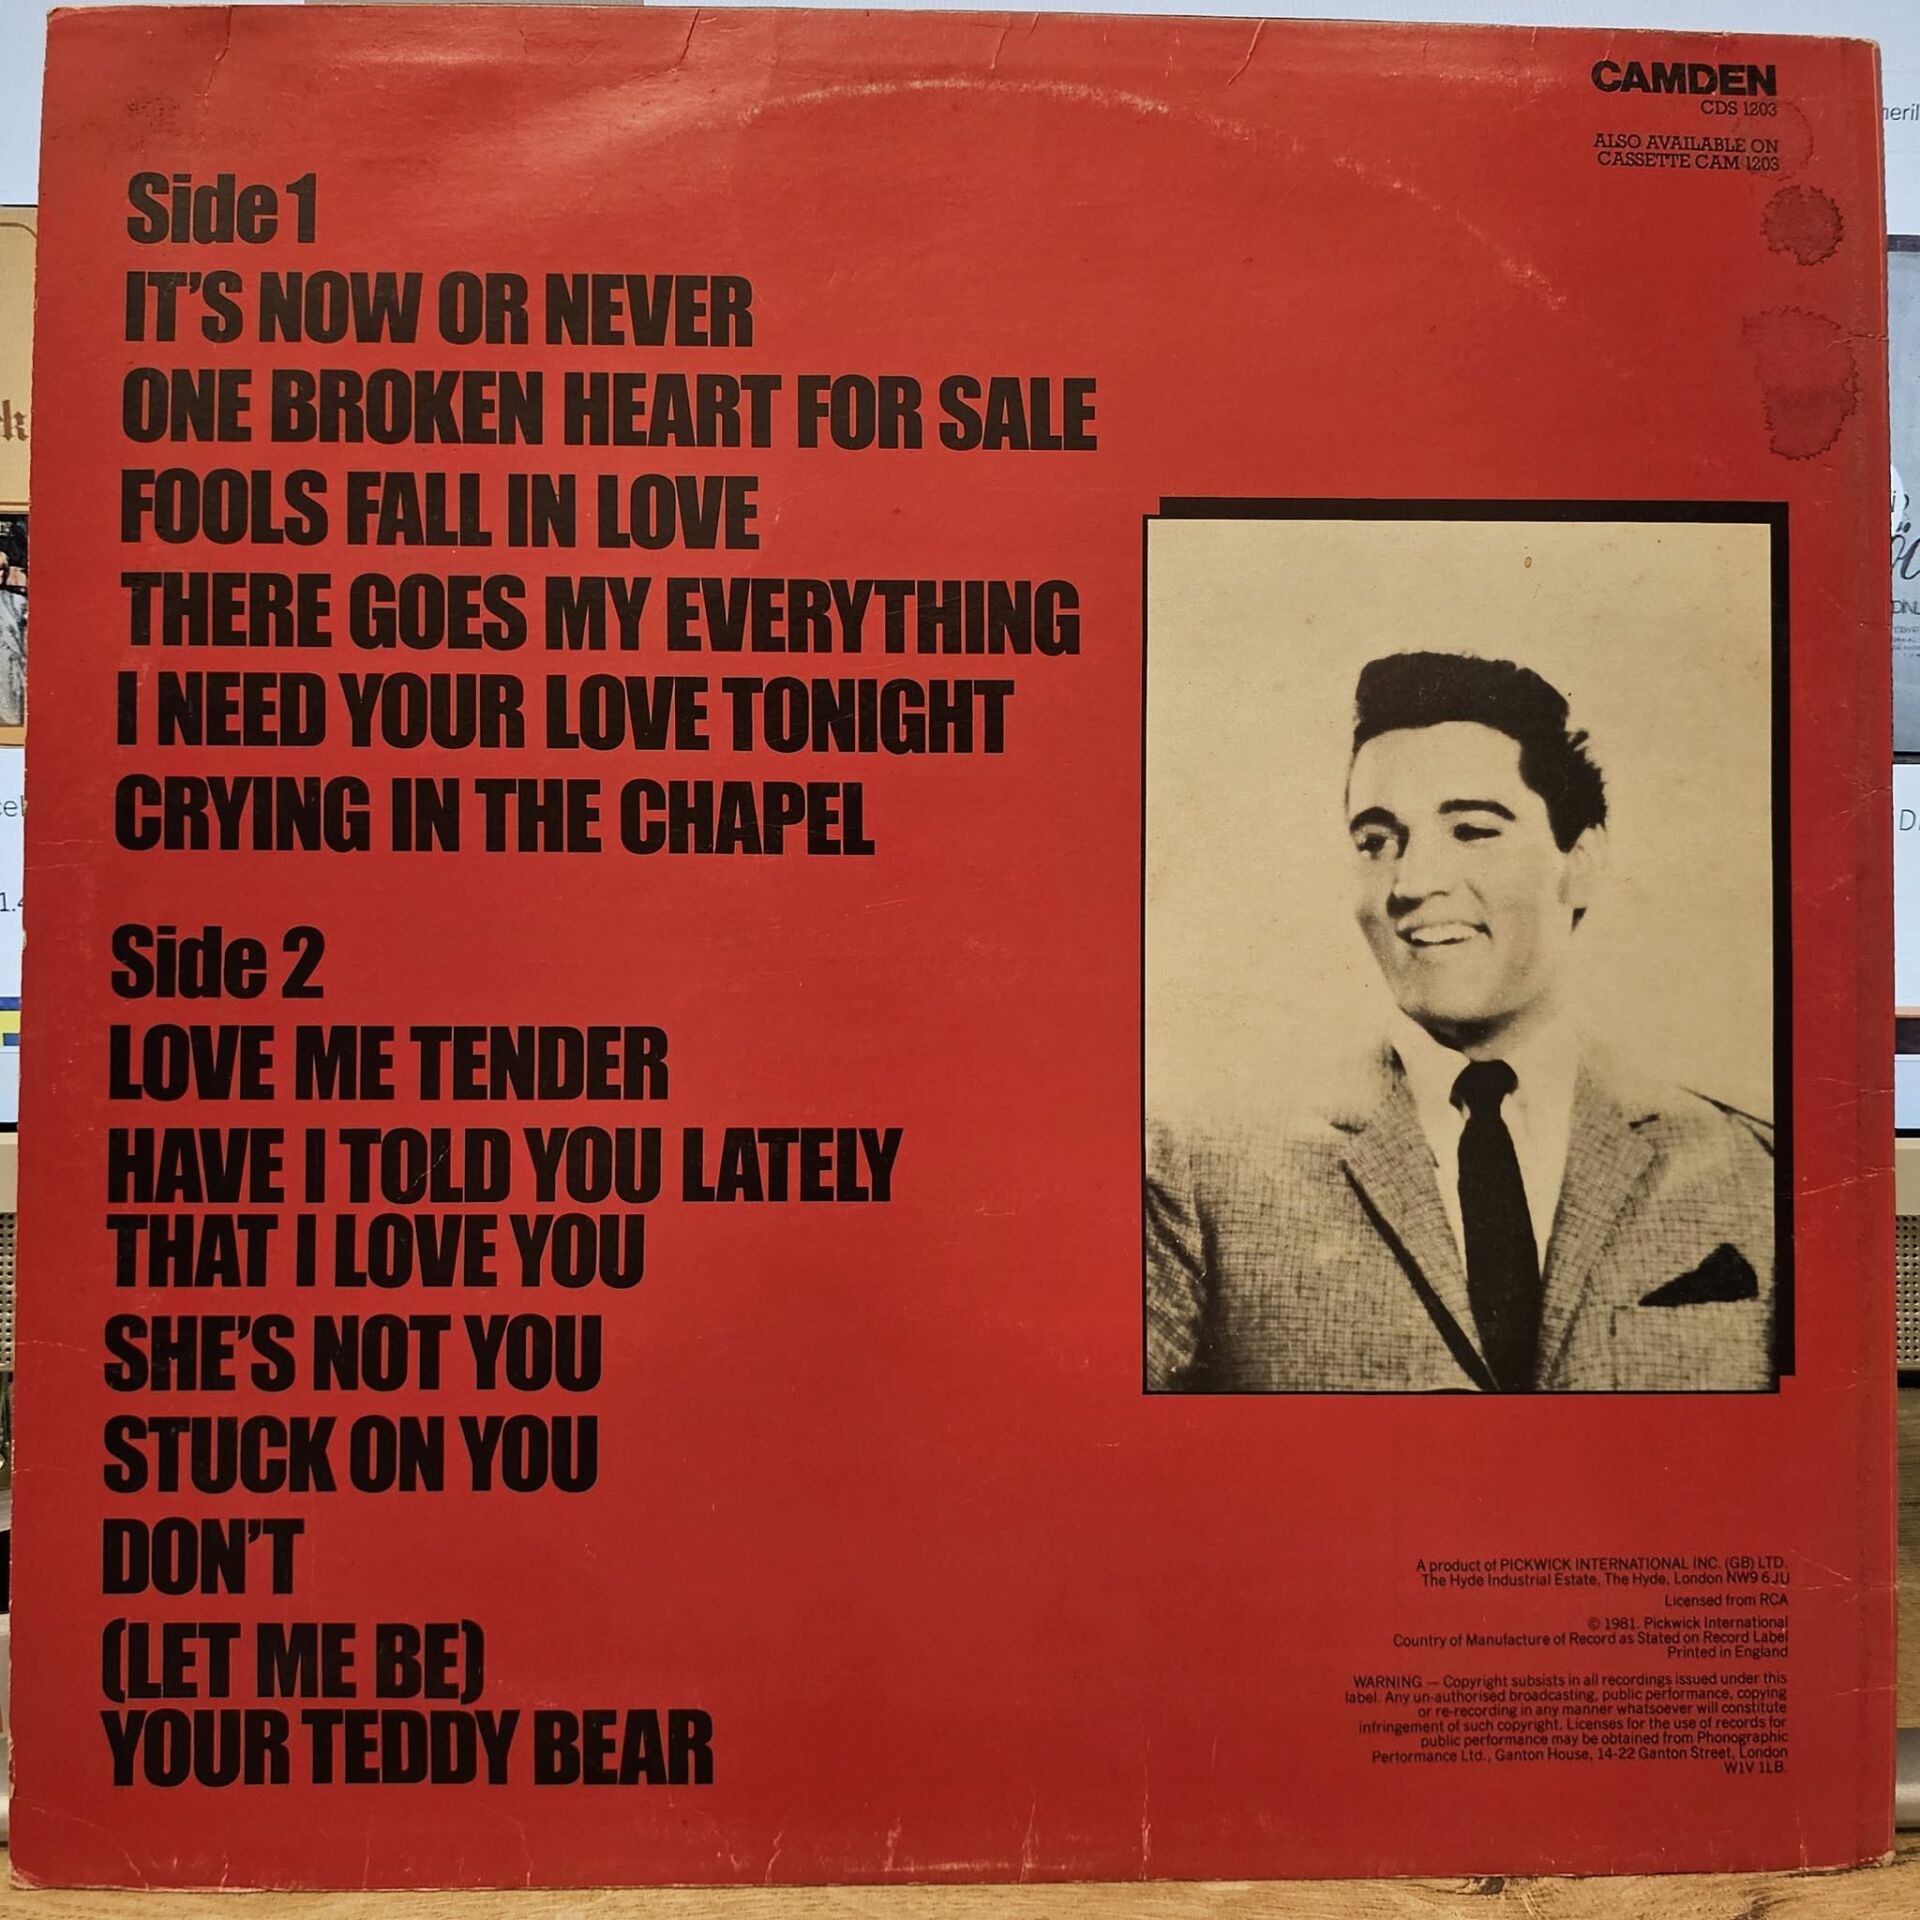 CAMDEN
CDS 1203
ALSO AVAILABLE ON
CASSETTE CAM 1203
Side 1
IT'S NOW OR NEVER
ONE BROKEN HEART FOR SALE
FOOLS FALL IN LOVE
THERE GOES MY EVERYTHING
I NEED YOUR LOVE TONIGHT
CRYING IN THE CHAPEL
Side 2
LOVE ME TENDER
HAVE I TOLD YOU LATELY
THAT I LOVE YOU
SHE'S NOT YOU
STUCK ON YOU
DON'T
(LET ME BE)
YOUR TEDDY BEAR
A product of PICKWICK INTERNATIONAL INC. (GB) LTD.
The Hyde Industrial Estate, The Hyde, London NW9 6JU
Licensed from RCA
© 1981. Pickwick International
Country of Manufacture of Record as Stated on Record Label
Printed in England
WARNING — Copyright subsists in all recordings issued under this
label. Any un-authorised broadcasting, public performance, copying
or re-recording in any manner whatsoever will constitute
infringement of such copyright. Licenses for the use of records for
public performance may be obtained from Phonographic
Performance Ltd., Ganton House, 14-22 Ganton Street, London
W1V 1LB.